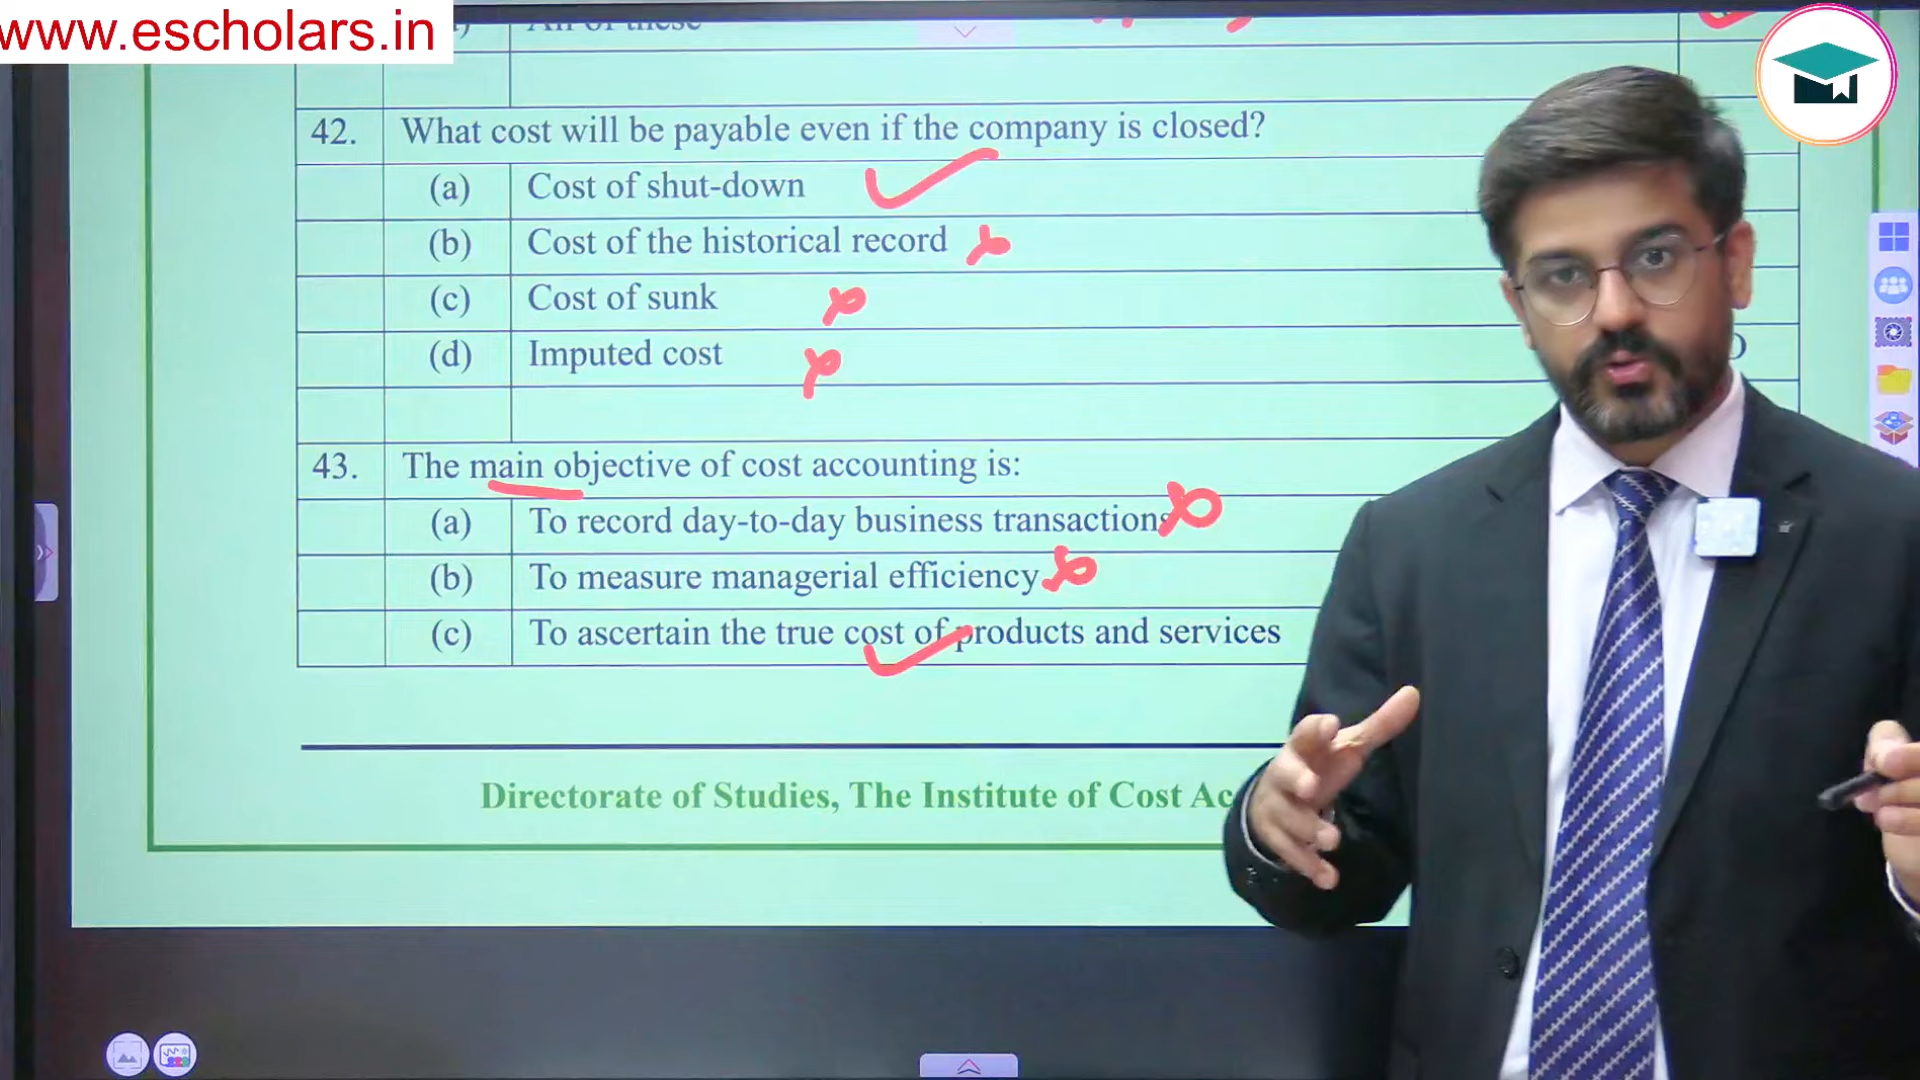 www.escholars.in
All of these
42. What cost will be payable even if the company is closed?
(a) Cost of shut-down
(b) Cost of the historical record
(c) Cost of sunk
(d) Imputed cost
43. The main objective of cost accounting is:
(a) To record day-to-day business transactions
(b) To measure managerial efficiency
(c) To ascertain the true cost of products and services
Directorate of Studies, The Institute of Cost Ac